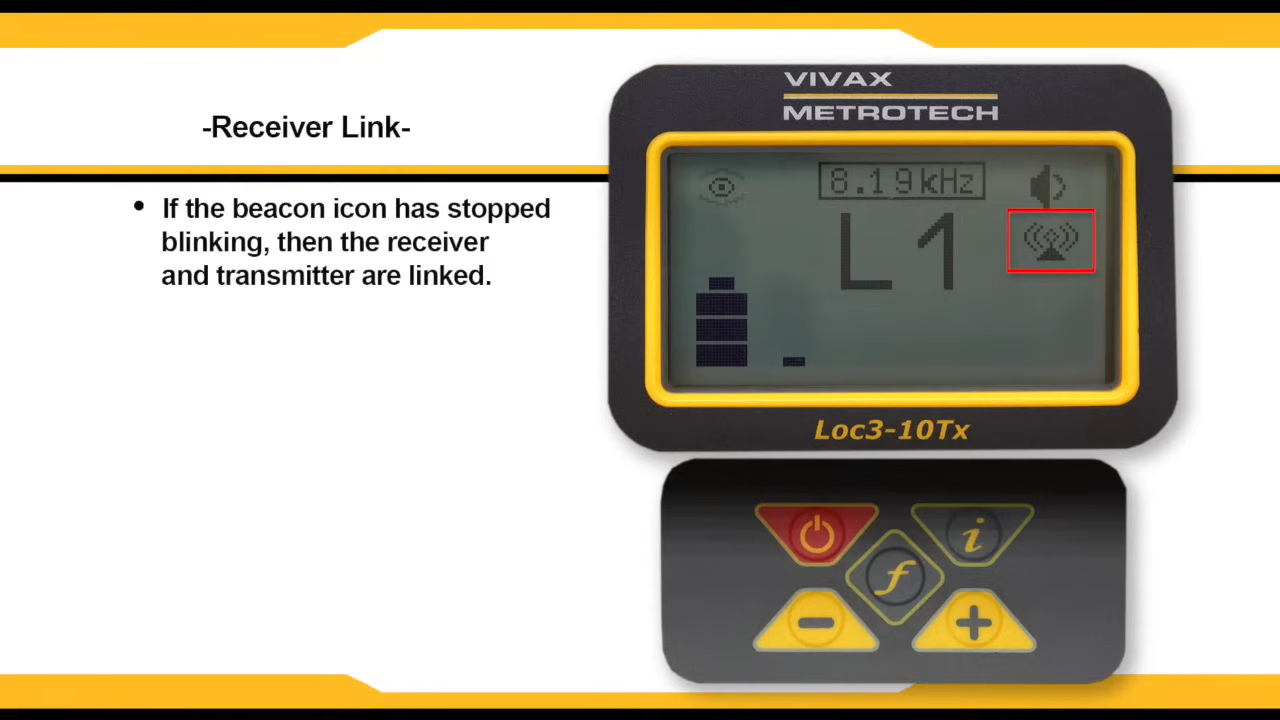 -Receiver Link-
• If the beacon icon has stopped
blinking, then the receiver
and transmitter are linked.
VIVAX
METROTECH
8.19kHz
L1
Loc3-10Tx
i
f